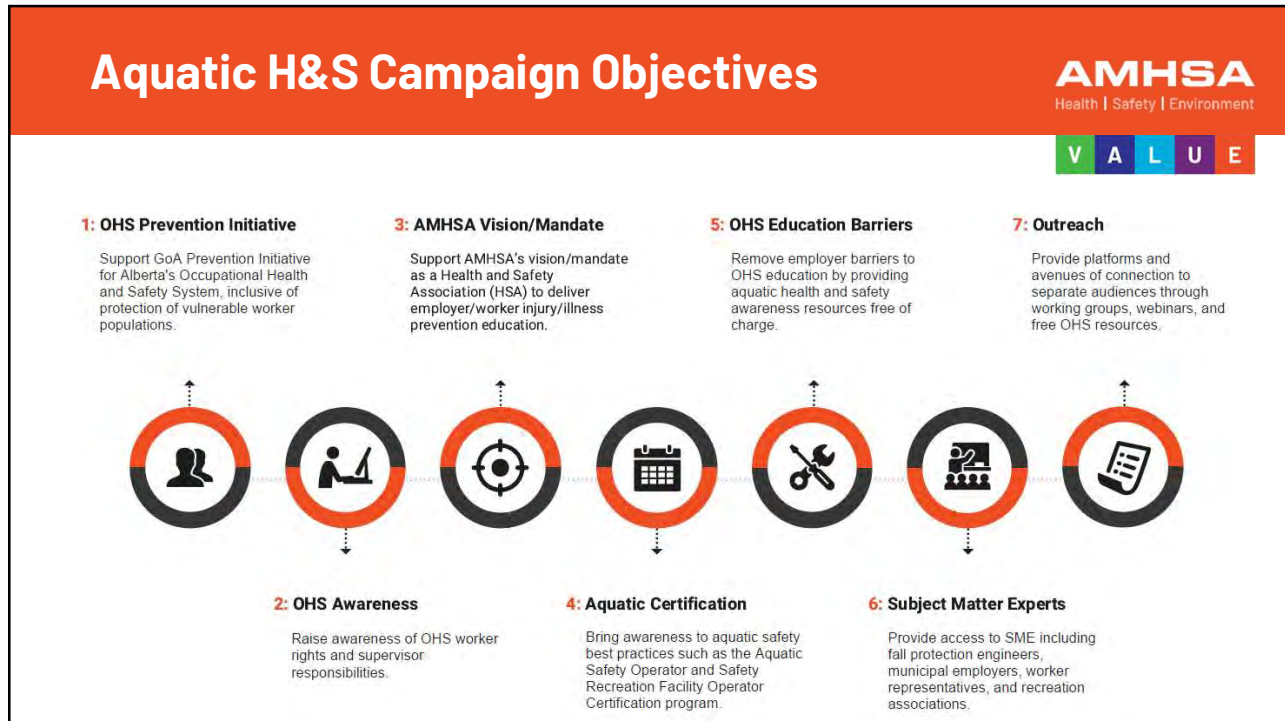 Aquatic H&S Campaign Objectives
AMHSA
Health | Safety | Environment
V A L U E
1: OHS Prevention Initiative
Support GoA Prevention Initiative
for Alberta's Occupational Health
and Safety System, inclusive of
protection of vulnerable worker
populations.
3: AMHSA Vision/Mandate
Support AMHSA's vision/mandate
as a Health and Safety
Association (HSA) to deliver
employer/worker injury/illness
prevention education.
5: OHS Education Barriers
Remove employer barriers to
OHS education by providing
aquatic health and safety
awareness resources free of
charge.
7: Outreach
Provide platforms and
avenues of connection to
separate audiences through
working groups, webinars, and
free OHS resources.
2: OHS Awareness
Raise awareness of OHS worker
rights and supervisor
responsibilities.
4: Aquatic Certification
Bring awareness to aquatic safety
best practices such as the Aquatic
Safety Operator and Safety
Recreation Facility Operator
Certification program.
6: Subject Matter Experts
Provide access to SME including
fall protection engineers,
municipal employers, worker
representatives, and recreation
associations.